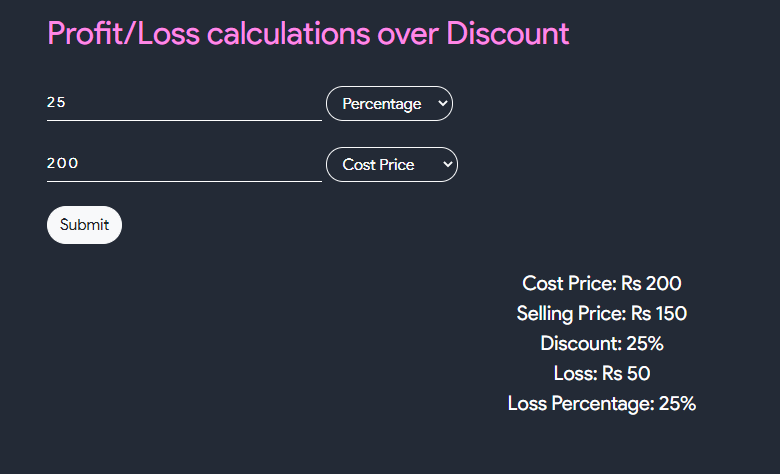 Profit/Loss calculations over Discount
25 Percentage
200 Cost Price
Submit
Cost Price: Rs 200
Selling Price: Rs 150
Discount: 25%
Loss: Rs 50
Loss Percentage: 25%